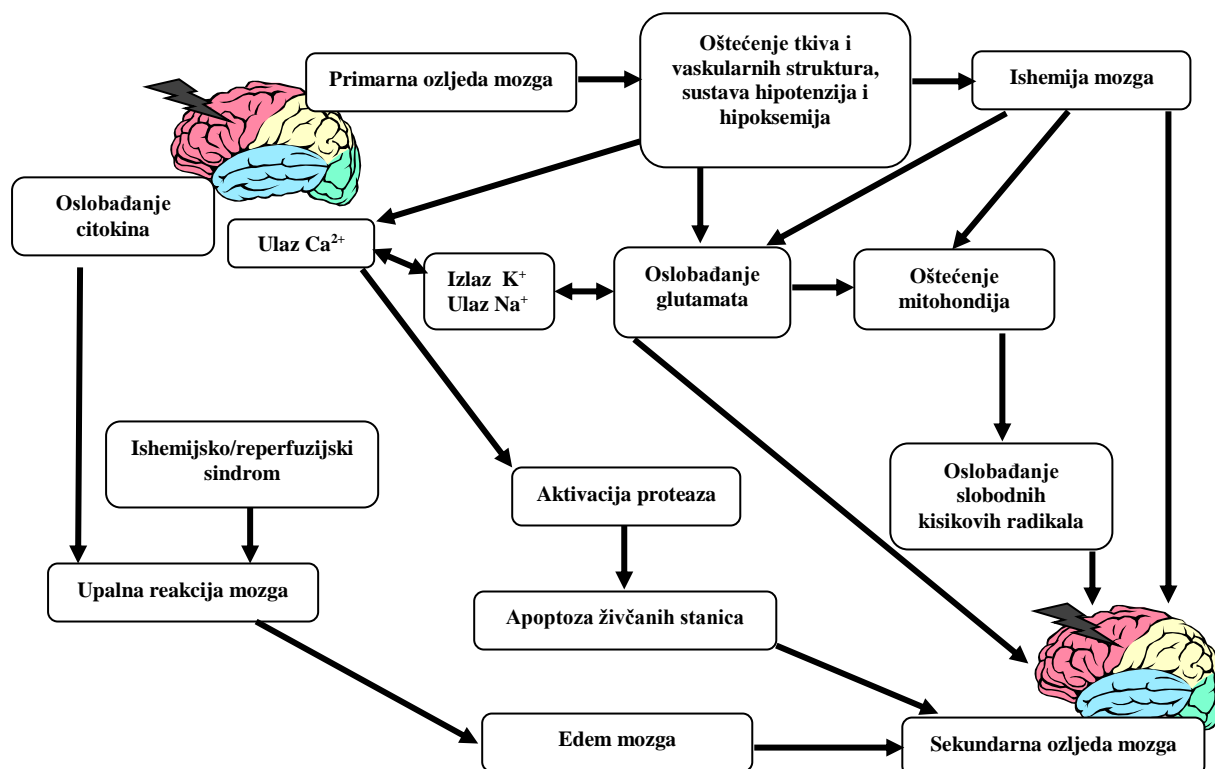 Primarna ozljeda mozga
Oštećenje tkiva i
vaskularnih struktura,
sustava hipotenzija i
hipoksemija
Ishemija mozga
Oslobađanje
citokina
Ulaz Ca²⁺
Izlaz K⁺
Ulaz Na⁺
Oslobađanje
glutamata
Oštećenje
mitohondija
Ishemijsko/reperfuzijski
sindrom
Aktivacija proteaza
Oslobađanje
slobodnih
kisikovih radikala
Upalna reakcija mozga
Apoptoza živčanih stanica
Edem mozga
Sekundarna ozljeda mozga